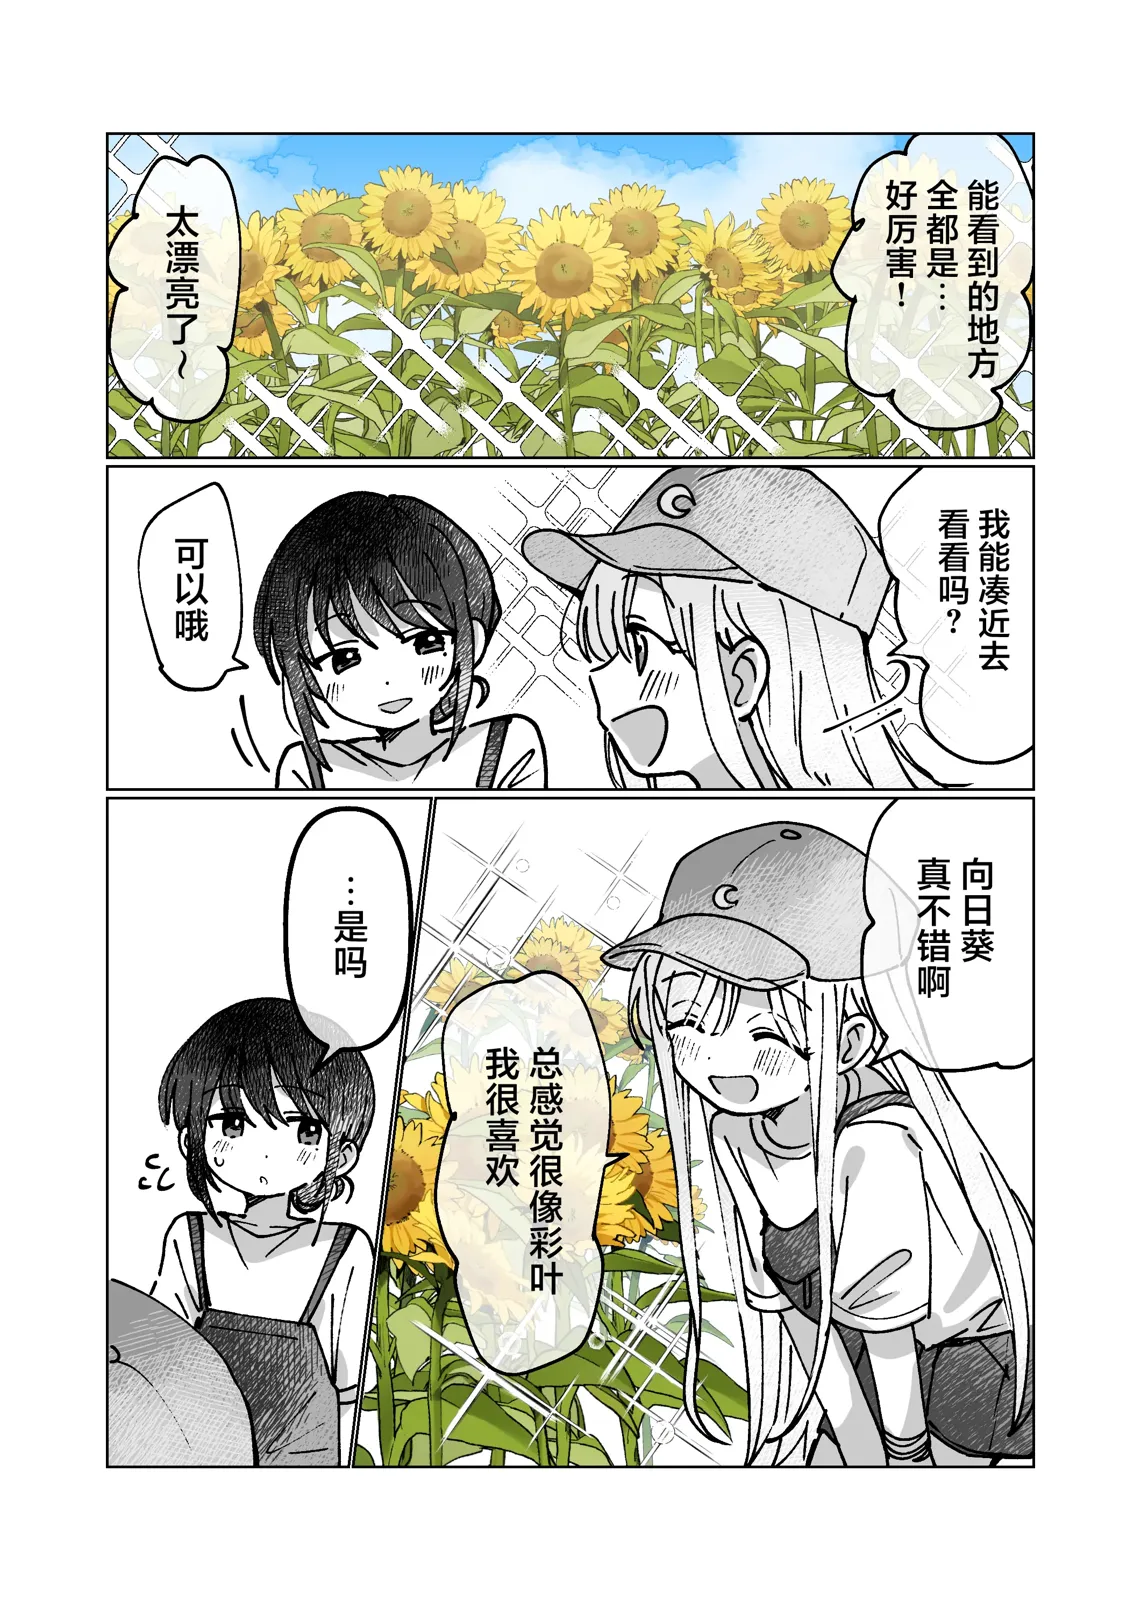 能看到的地方
全都是…
好厉害！
太漂亮了～
我能凑近去
看看吗？
可以哦
向日葵
真不错啊
总感觉很像彩叶
我很喜欢
…是吗